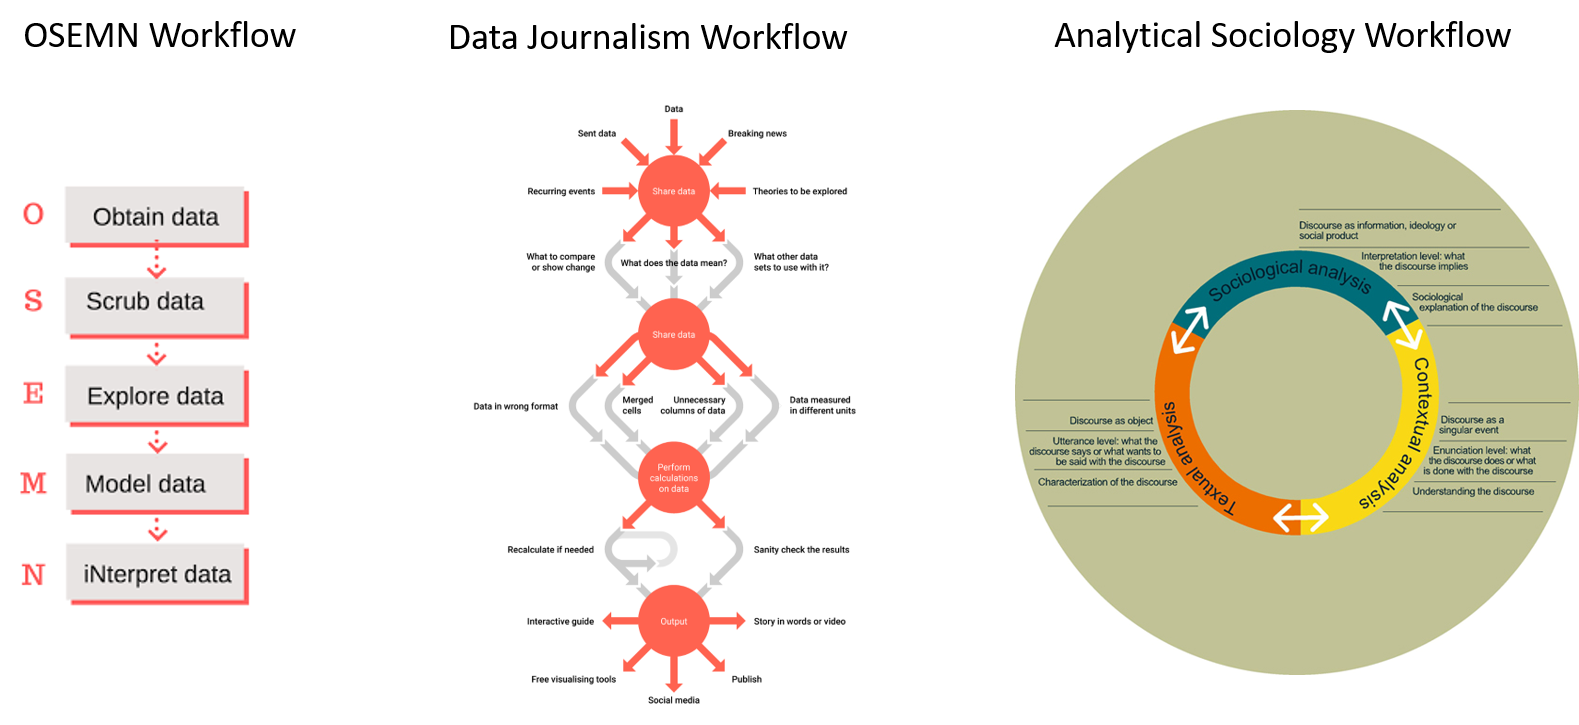 OSEMN Workflow
O
Obtain data
S
Scrub data
E
Explore data
M
Model data
N
iNterpret data
Data Journalism Workflow
Data
Sent data
Breaking news
Recurring events
Share data
Theories to be explored
What to compare
or show change
What does the data mean?
What other data
sets to use with it?
Share data
Data in wrong format
Merged
cells
Unnecessary
columns of data
Data measured
in different units
Perform
calculations
on data
Recalculate if needed
Sanity check the results
Interactive guide
Output
Story in words or video
Free visualising tools
Publish
Social media
Analytical Sociology Workflow
Discourse as information, ideology or
social product
Interpretation level: what
the discourse implies
Sociological
explanation of the discourse
Sociological analysis
Contextual analysis
Discourse as a
singular event
Enunciation level: what
the discourse does or what
is done with the discourse
Understanding the discourse
Textual analysis
Discourse as object
Utterance level: what the
discourse says or what wants to
be said with the discourse
Characterization of the discourse